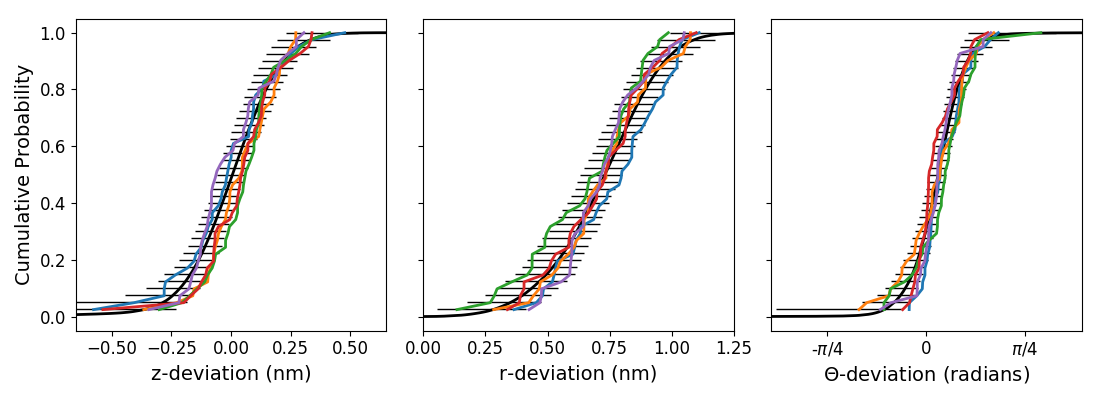 Cumulative Probability
1.0
0.8
0.6
0.4
0.2
0.0
−0.50 −0.25 0.00 0.25 0.50
z-deviation (nm)
0.00 0.25 0.50 0.75 1.00 1.25
r-deviation (nm)
-π/4 0 π/4
Θ-deviation (radians)